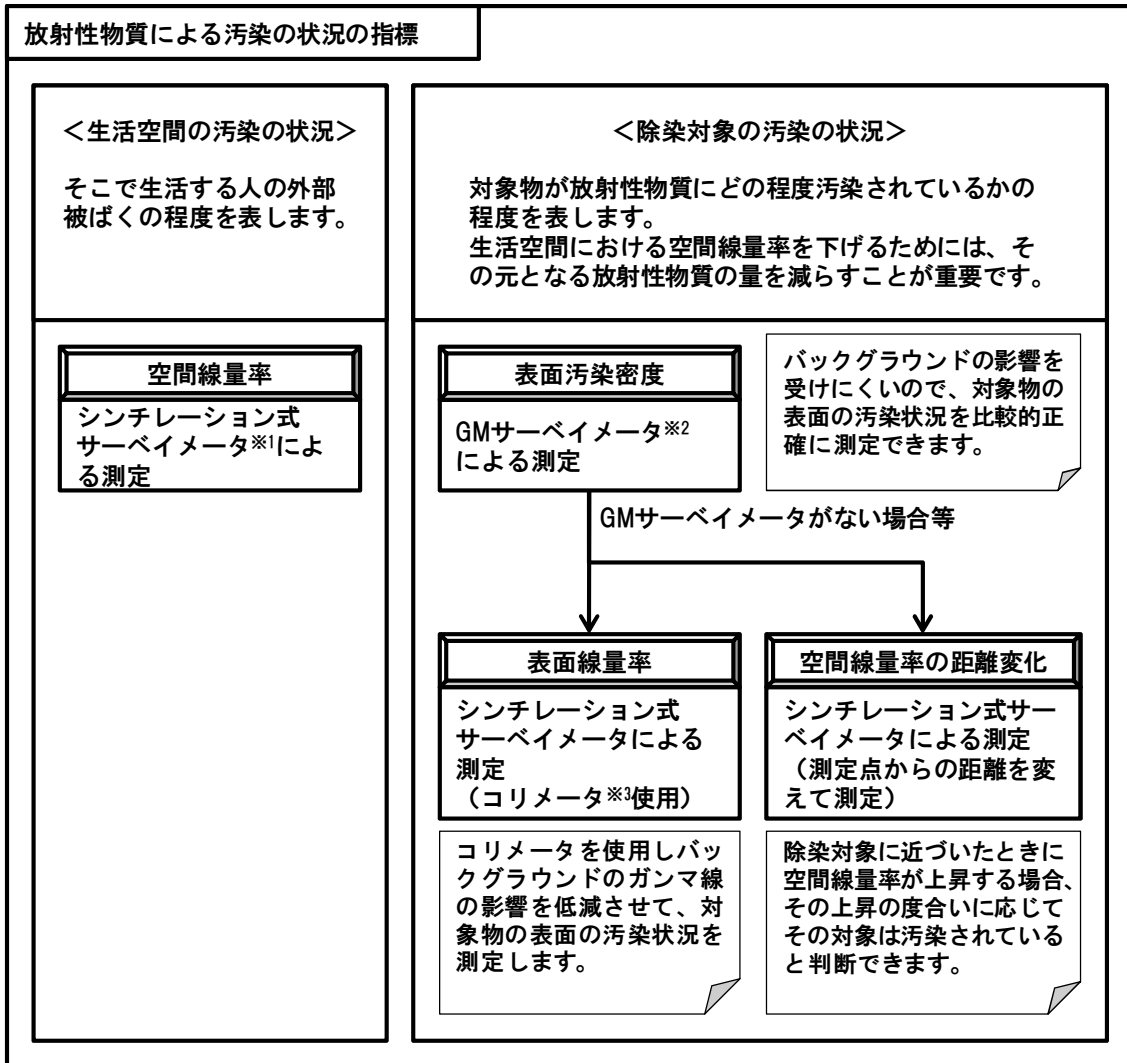 放射性物質による汚染の状況の指標
＜生活空間の汚染の状況＞
そこで生活する人の外部
被ばくの程度を表します。
＜除染対象の汚染の状況＞
対象物が放射性物質にどの程度汚染されているかの
程度を表します。
生活空間における空間線量率を下げるためには、そ
の元となる放射性物質の量を減らすことが重要です。
空間線量率
シンチレーション式
サーベイメータ※1によ
る測定
表面汚染密度
GMサーベイメータ※2
による測定
バックグラウンドの影響を
受けにくいので、対象物の
表面の汚染状況を比較的正
確に測定できます。
GMサーベイメータがない場合等
表面線量率
シンチレーション式
サーベイメータによる
測定
（コリメータ※3使用）
コリメータを使用しバッ
クグラウンドのガンマ線
の影響を低減させて、対
象物の表面の汚染状況を
測定します。
空間線量率の距離変化
シンチレーション式サー
ベイメータによる測定
（測定点からの距離を変
えて測定）
除染対象に近づいたときに
空間線量率が上昇する場合、
その上昇の度合いに応じて
その対象は汚染されている
と判断できます。